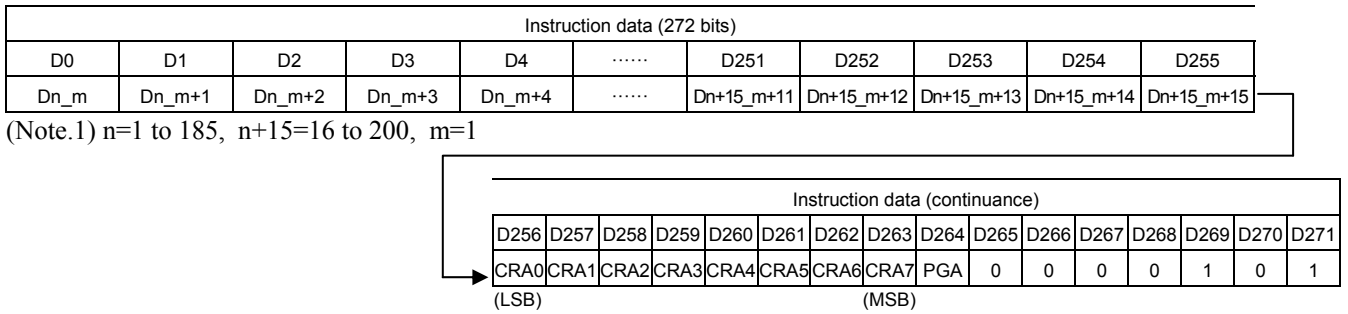 Instruction data (272 bits)
D0 D1 D2 D3 D4 ⋯⋯ D251 D252 D253 D254 D255
Dn_m Dn_m+1 Dn_m+2 Dn_m+3 Dn_m+4 ⋯⋯ Dn+15_m+11 Dn+15_m+12 Dn+15_m+13 Dn+15_m+14 Dn+15_m+15
(Note.1) n=1 to 185, n+15=16 to 200, m=1
Instruction data (continuance)
D256 D257 D258 D259 D260 D261 D262 D263 D264 D265 D266 D267 D268 D269 D270 D271
CRA0 CRA1 CRA2 CRA3 CRA4 CRA5 CRA6 CRA7 PGA 0 0 0 0 1 0 1
(LSB) (MSB)